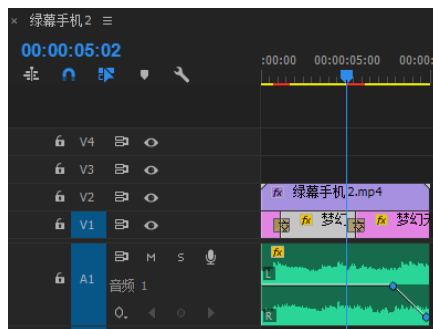 × 绿幕手机2 ≡
00:00:05:02
:00:00 00:00:05:00 00:00:
V4
V3
V2 fx 绿幕手机2.mp4
V1 fx 梦幻 fx 梦幻
A1 M S fx
音频 1
L
R